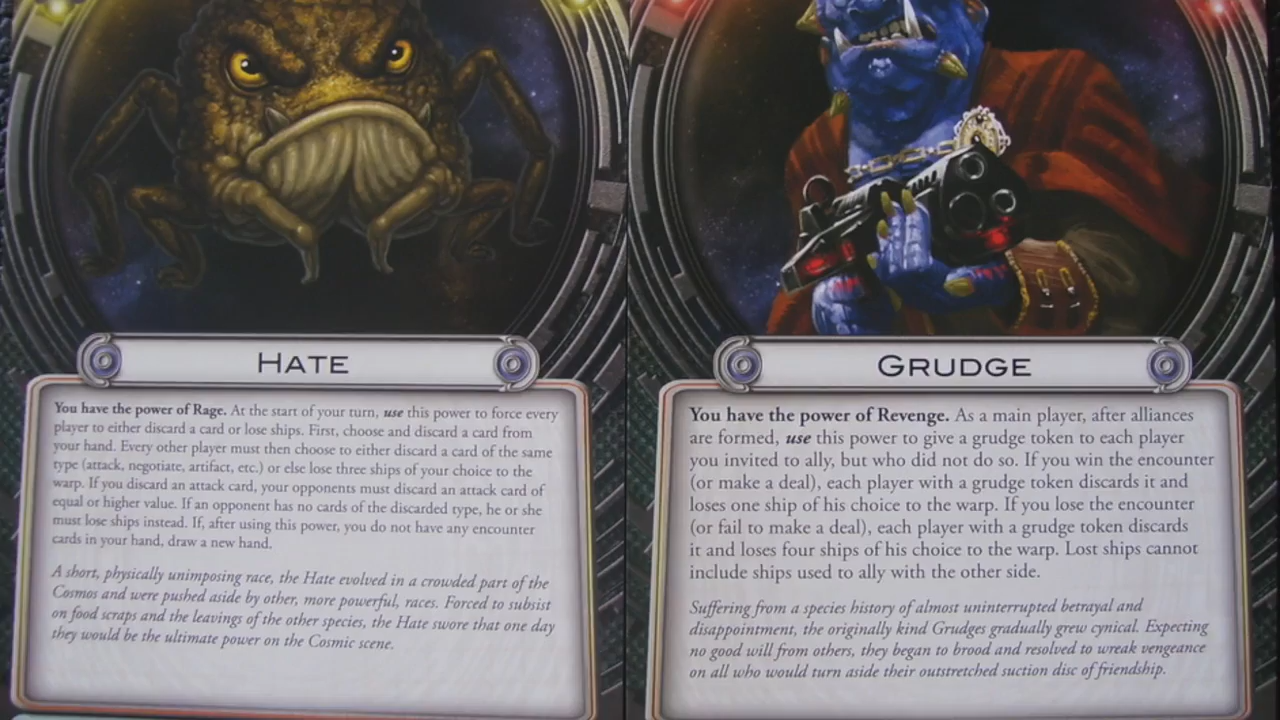 HATE
You have the power of Rage. At the start of your turn, use this power to force every
player to either discard a card or lose ships. First, choose and discard a card from
your hand. Every other player must then choose to either discard a card of the same
type (attack, negotiate, artifact, etc.) or else lose three ships of your choice to the
warp. If you discard an attack card, your opponents must discard an attack card of
equal or higher value. If an opponent has no cards of the discarded type, he or she
must lose ships instead. If, after using this power, you do not have any encounter
cards in your hand, draw a new hand.
A short, physically unimposing race, the Hate evolved in a crowded part of the
Cosmos and were pushed aside by other, more powerful, races. Forced to subsist
on food scraps and the leavings of the other species, the Hate swore that one day
they would be the ultimate power on the Cosmic scene.
GRUDGE
You have the power of Revenge. As a main player, after alliances
are formed, use this power to give a grudge token to each player
you invited to ally, but who did not do so. If you win the encounter
(or make a deal), each player with a grudge token discards it and
loses one ship of his choice to the warp. If you lose the encounter
(or fail to make a deal), each player with a grudge token discards
it and loses four ships of his choice to the warp. Lost ships cannot
include ships used to ally with the other side.
Suffering from a species history of almost uninterrupted betrayal and
disappointment, the originally kind Grudges gradually grew cynical. Expecting
no good will from others, they began to brood and resolved to wreak vengeance
on all who would turn aside their outstretched suction disc of friendship.